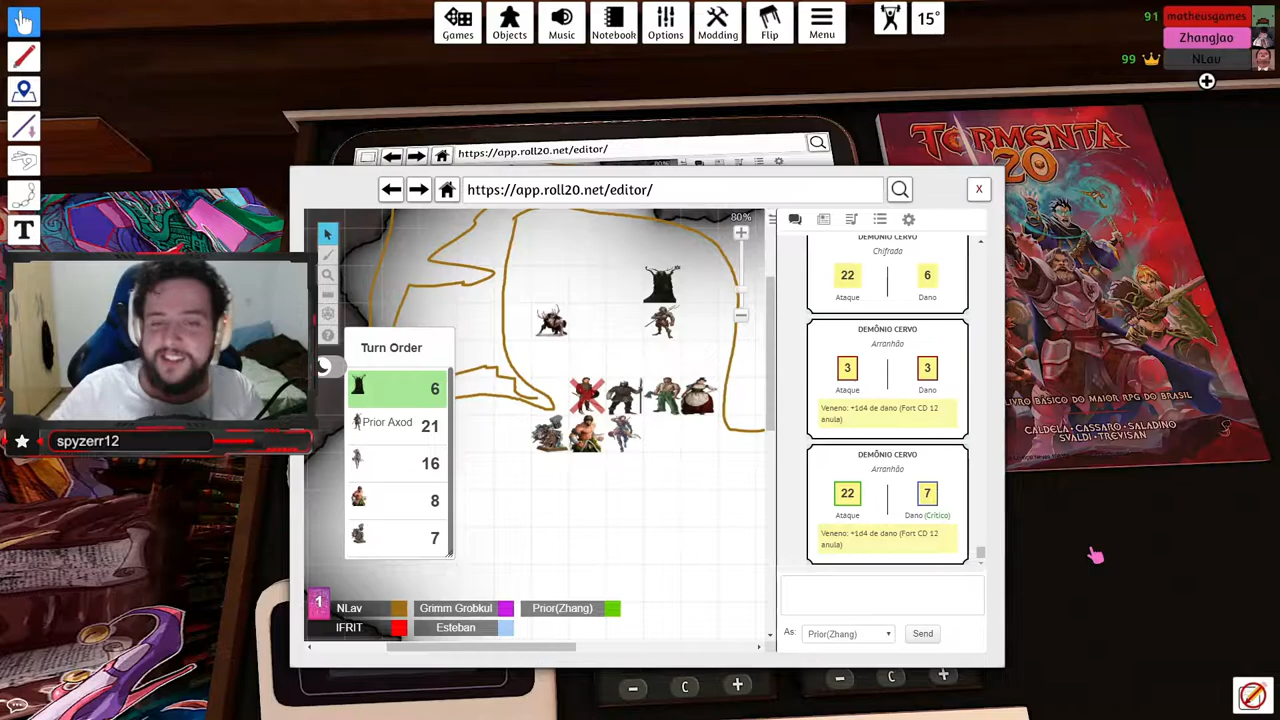 Games
Objects
Music
Notebook
Options
Modding
Flip
Menu
15°
91 matheusgames
ZhangJao
99 NLav
https://app.roll20.net/editor/
https://app.roll20.net/editor/
X
80%
T
TORMENTA
20
LIVRO BÁSICO DO MAIOR RPG DO BRASIL
CALDELA · CASSARO · SALADINO
SVALDI · TREVISAN
spyzerr12
Turn Order
6
Prior Axod 21
16
8
7
DEMÔNIO CERVO
Chifrada
22 6
Ataque Dano
DEMÔNIO CERVO
Arranhão
3 3
Ataque Dano
Veneno: +1d4 de dano (Fort CD 12
anula)
DEMÔNIO CERVO
Arranhão
22 7
Ataque Dano (Crítico)
Veneno: +1d4 de dano (Fort CD 12
anula)
1
NLav
Grimm Grobkul
Prior(Zhang)
IFRIT
Esteban
As: Prior(Zhang) Send
C
C